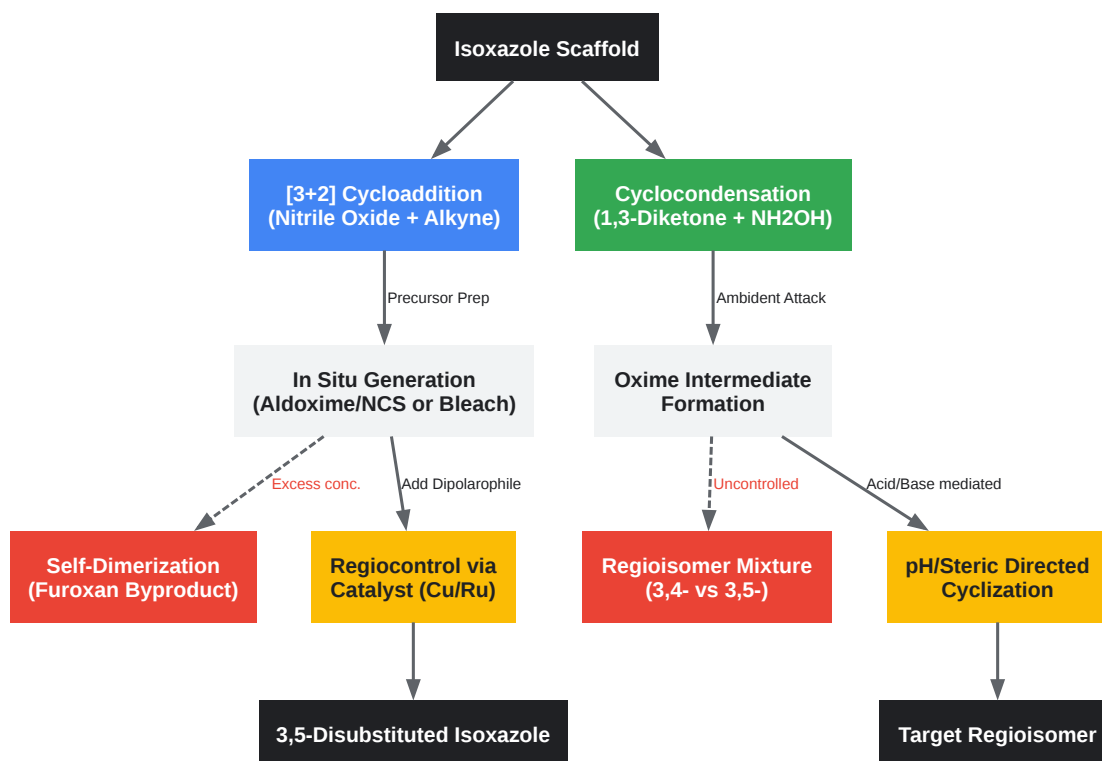 Isoxazole Scaffold
[3+2] Cycloaddition
(Nitrile Oxide + Alkyne)
Cyclocondensation
(1,3-Diketone + NH2OH)
Precursor Prep
Ambident Attack
In Situ Generation
(Aldoxime/NCS or Bleach)
Oxime Intermediate
Formation
Excess conc.
Add Dipolarophile
Uncontrolled
Acid/Base mediated
Self-Dimerization
(Furoxan Byproduct)
Regiocontrol via
Catalyst (Cu/Ru)
Regioisomer Mixture
(3,4- vs 3,5-)
pH/Steric Directed
Cyclization
3,5-Disubstituted Isoxazole
Target Regioisomer